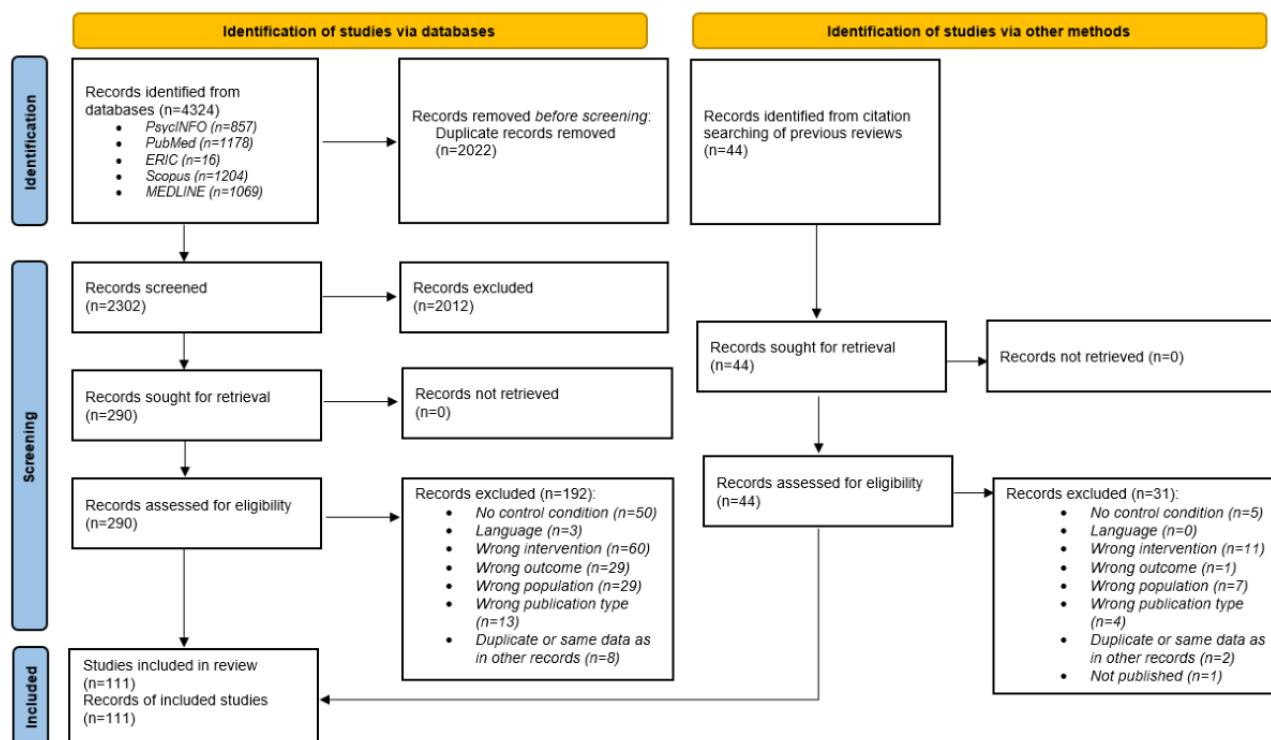 Identification of studies via databases
Identification of studies via other methods
Identification
Records identified from
databases (n=4324)
• PsycINFO (n=857)
• PubMed (n=1178)
• ERIC (n=16)
• Scopus (n=1204)
• MEDLINE (n=1069)
Records removed before screening:
Duplicate records removed
(n=2022)
Records identified from citation
searching of previous reviews
(n=44)
Screening
Records screened
(n=2302)
Records excluded
(n=2012)
Records sought for retrieval
(n=290)
Records not retrieved
(n=0)
Records sought for retrieval
(n=44)
Records not retrieved (n=0)
Records assessed for eligibility
(n=290)
Records excluded (n=192):
• No control condition (n=50)
• Language (n=3)
• Wrong intervention (n=60)
• Wrong outcome (n=29)
• Wrong population (n=29)
• Wrong publication type
(n=13)
• Duplicate or same data as
in other records (n=8)
Records assessed for eligibility
(n=44)
Records excluded (n=31):
• No control condition (n=5)
• Language (n=0)
• Wrong intervention (n=11)
• Wrong outcome (n=1)
• Wrong population (n=7)
• Wrong publication type
(n=4)
• Duplicate or same data as
in other records (n=2)
• Not published (n=1)
Included
Studies included in review
(n=111)
Records of included studies
(n=111)